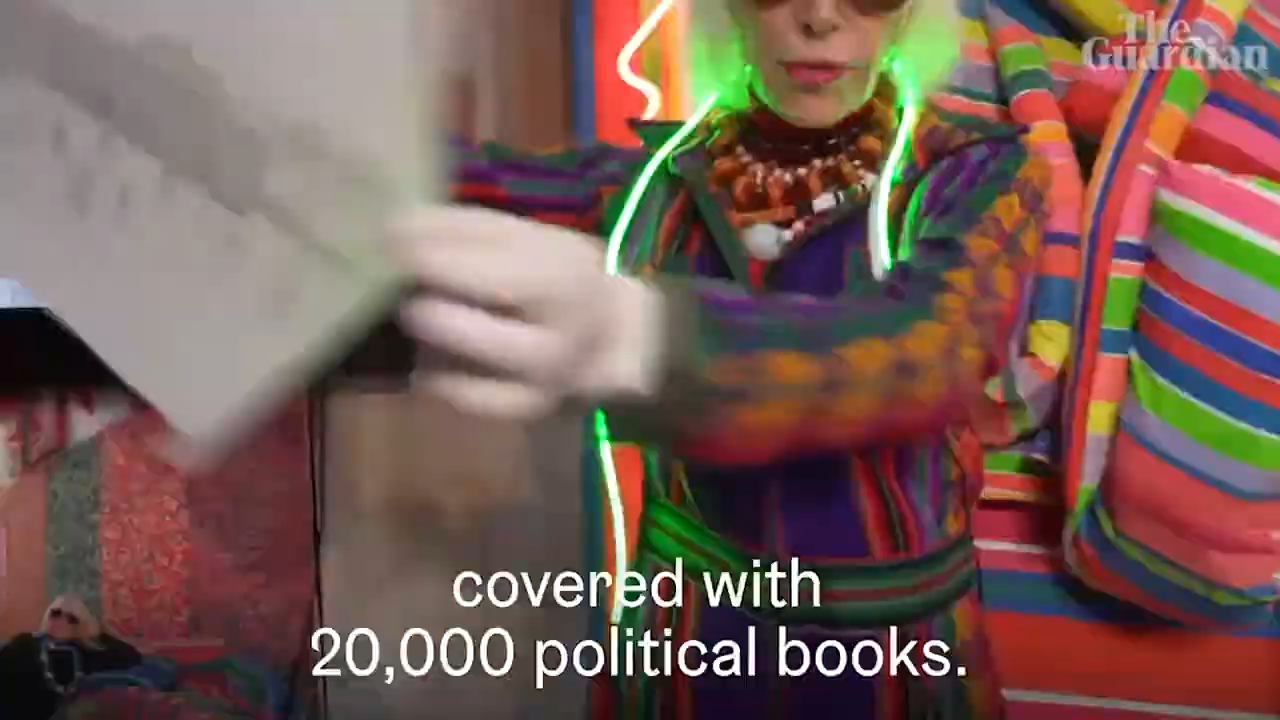 The
Guardian
covered with
20,000 political books.